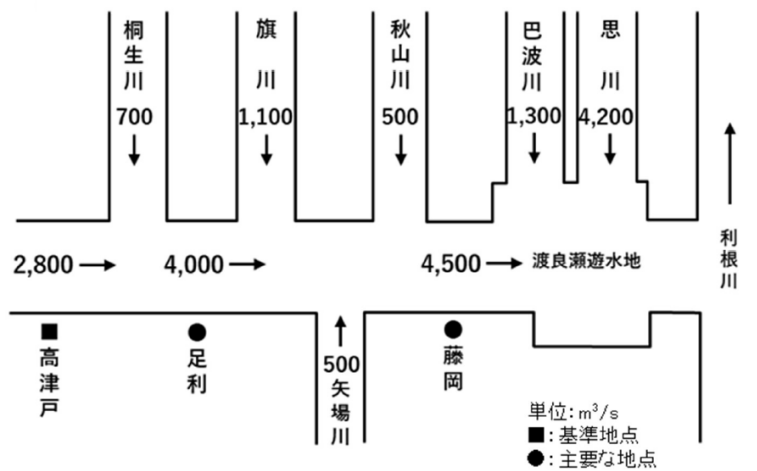 桐生川
700
旗川
1,100
秋山川
500
巴波川
1,300
思川
4,200
利根川
2,800
4,000
4,500
渡良瀬遊水地
高津戸
足利
500
矢場川
藤岡
単位:m³/s
■:基準地点
●:主要な地点